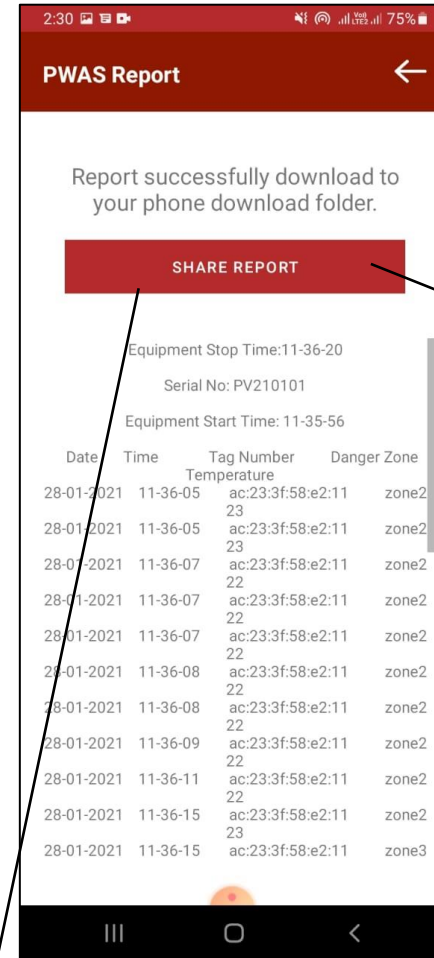 2:30 75%
PWAS Report
Report successfully download to
your phone download folder.
SHARE REPORT
Equipment Stop Time:11-36-20
Serial No: PV210101
Equipment Start Time: 11-35-56
Date Time Tag Number Danger Zone
Temperature
28-01-2021 11-36-05 ac:23:3f:58:e2:11 zone2
23
28-01-2021 11-36-05 ac:23:3f:58:e2:11 zone2
23
28-01-2021 11-36-07 ac:23:3f:58:e2:11 zone2
22
28-01-2021 11-36-07 ac:23:3f:58:e2:11 zone2
22
28-01-2021 11-36-07 ac:23:3f:58:e2:11 zone2
22
28-01-2021 11-36-08 ac:23:3f:58:e2:11 zone2
22
28-01-2021 11-36-08 ac:23:3f:58:e2:11 zone2
22
28-01-2021 11-36-09 ac:23:3f:58:e2:11 zone2
22
28-01-2021 11-36-11 ac:23:3f:58:e2:11 zone2
22
28-01-2021 11-36-15 ac:23:3f:58:e2:11 zone2
23
28-01-2021 11-36-15 ac:23:3f:58:e2:11 zone3